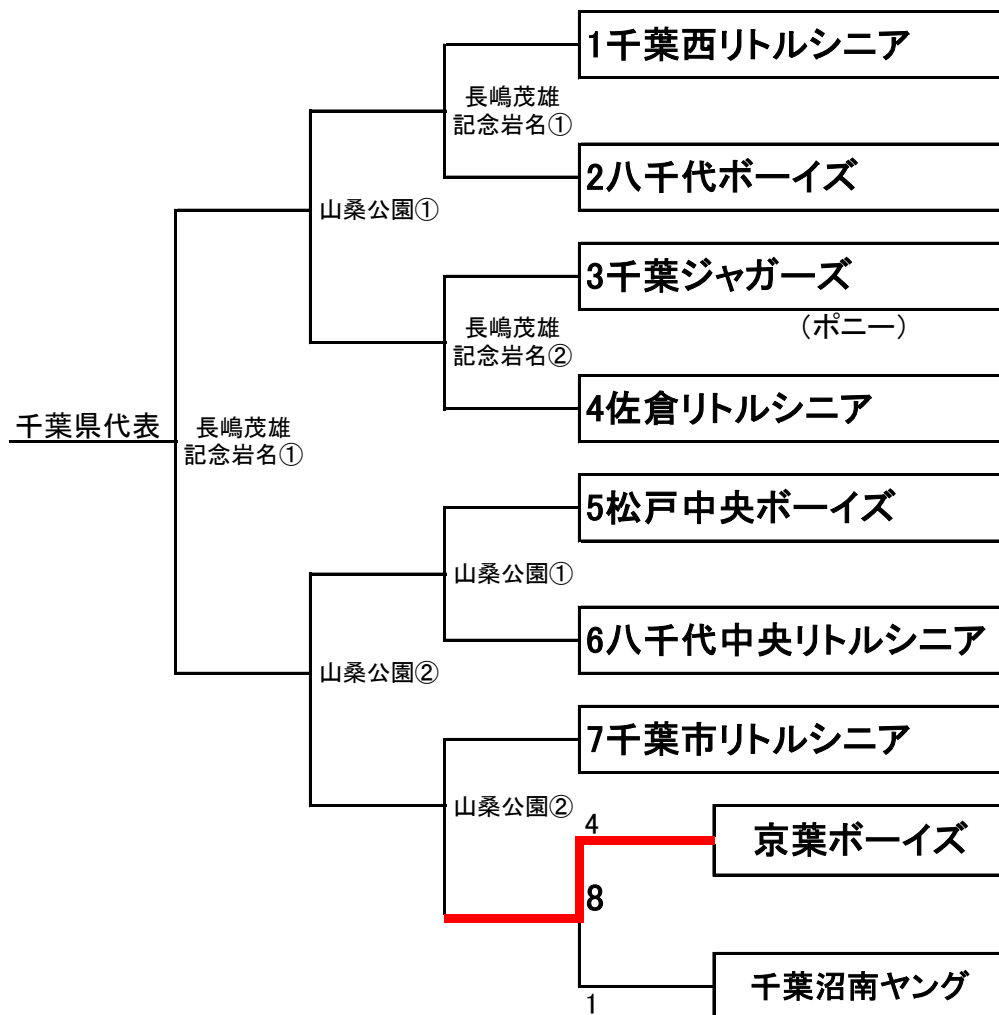 1千葉西リトルシニア
長嶋茂雄
記念岩名①
2八千代ボーイズ
山桑公園①
3千葉ジャガーズ
（ポニー）
長嶋茂雄
記念岩名②
4佐倉リトルシニア
千葉県代表
長嶋茂雄
記念岩名①
5松戸中央ボーイズ
山桑公園①
6八千代中央リトルシニア
山桑公園②
7千葉市リトルシニア
山桑公園②
4
京葉ボーイズ
8
千葉沼南ヤング
1